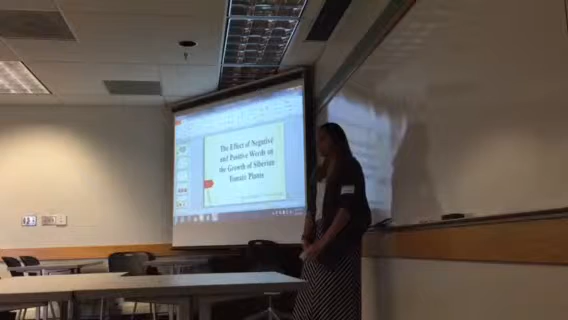 The Effect of Negative
and Positive Words on
the Growth of Siberian
Tomato Plants